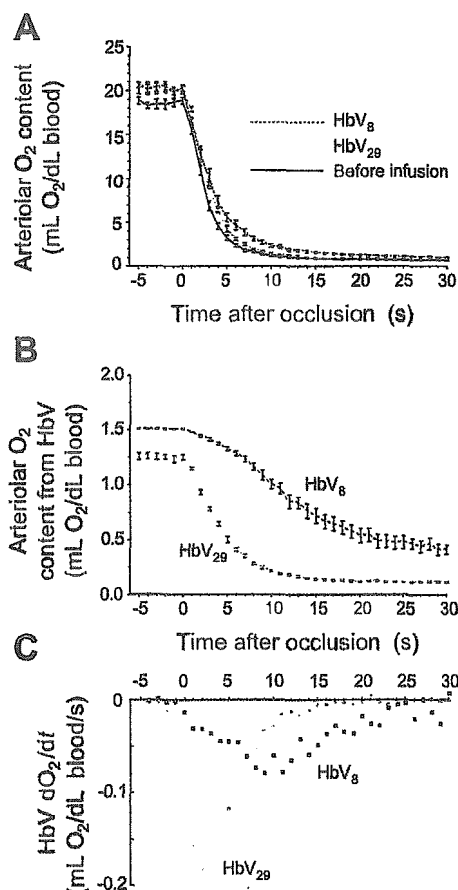 A
Arteriolar O2 content
(mL O2/dL blood)
25
20
15
10
5
0
HbV8
HbV29
Before infusion
-5 0 5 10 15 20 25 30
Time after occlusion (s)
B
Arteriolar O2
content from HbV
(mL O2/dL blood)
2.0
1.5
1.0
0.5
0.0
HbV8
HbV29
-5 0 5 10 15 20 25 30
Time after occlusion (s)
C
HbV dO2/dt
(mL O2/dL blood/s)
-5 0 5 10 15 20 25 30
0
-0.1
-0.2
HbV8
HbV29